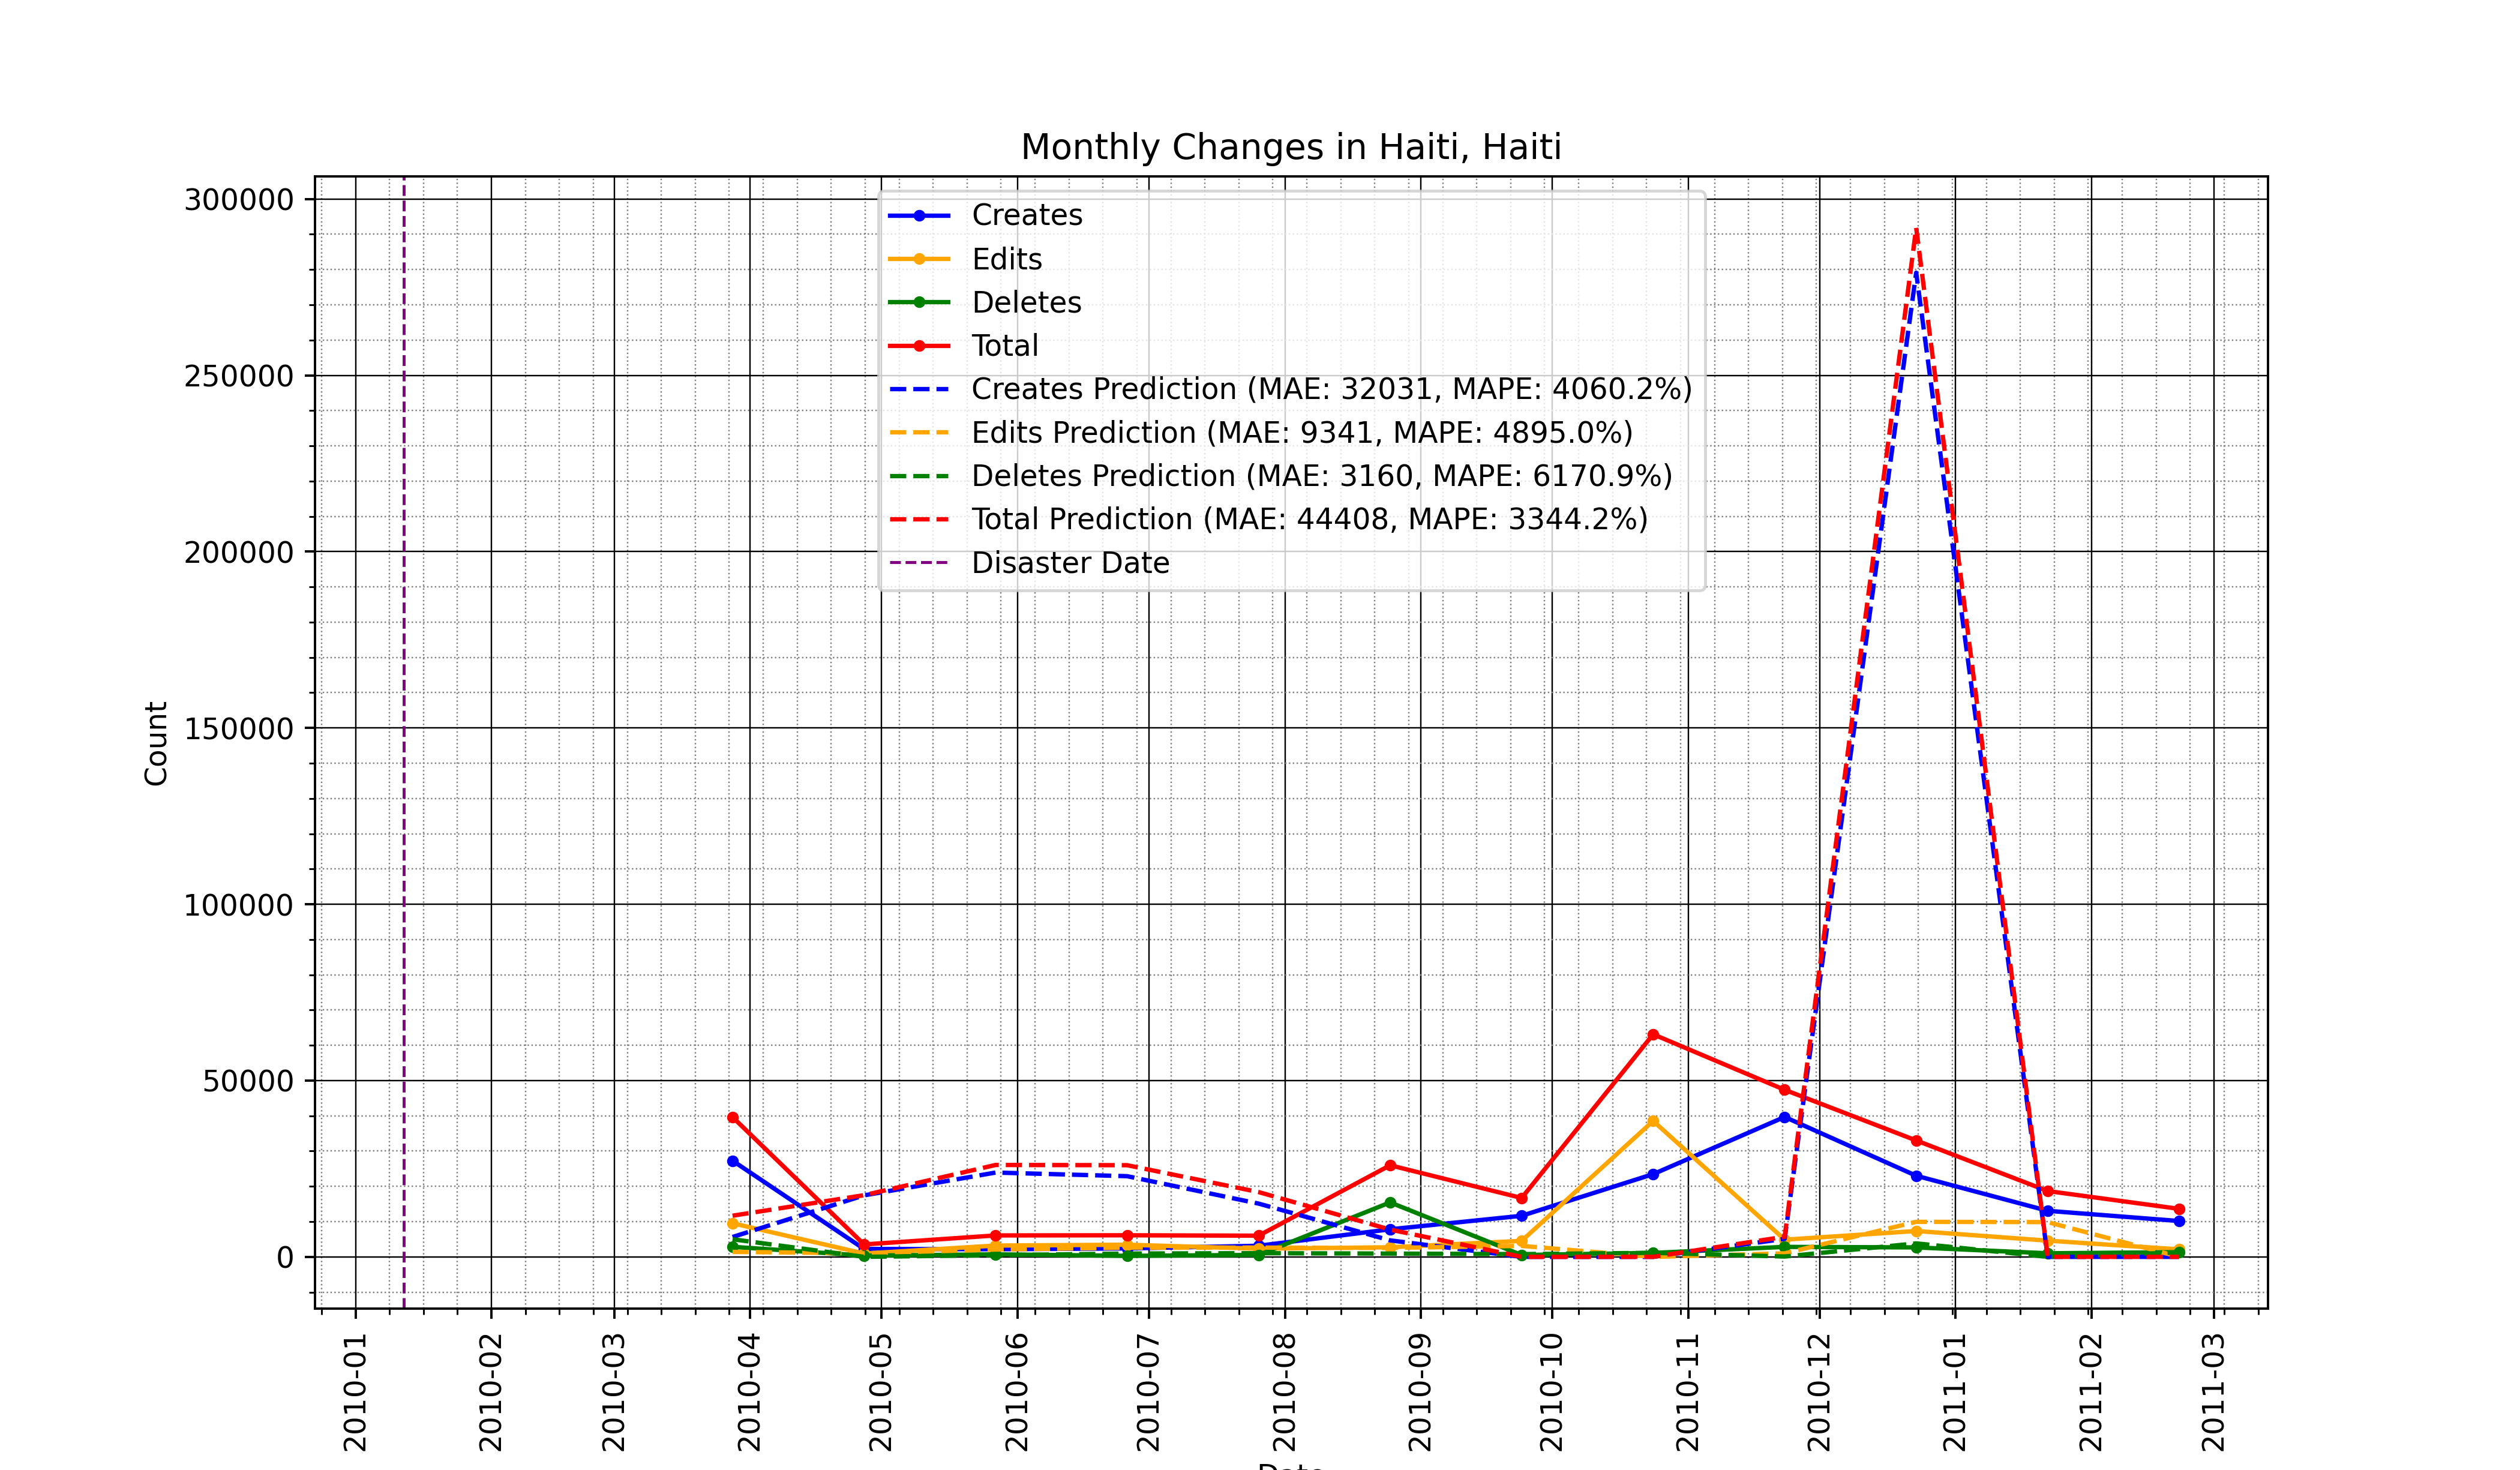 Monthly Changes in Haiti, Haiti
300000
250000
200000
150000
100000
50000
0
Count
Creates
Edits
Deletes
Total
Creates Prediction (MAE: 32031, MAPE: 4060.2%)
Edits Prediction (MAE: 9341, MAPE: 4895.0%)
Deletes Prediction (MAE: 3160, MAPE: 6170.9%)
Total Prediction (MAE: 44408, MAPE: 3344.2%)
Disaster Date
2010-01
2010-02
2010-03
2010-04
2010-05
2010-06
2010-07
2010-08
2010-09
2010-10
2010-11
2010-12
2011-01
2011-02
2011-03
Date